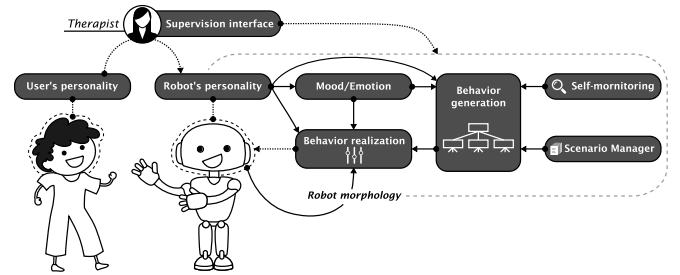 Therapist
Supervision interface
User's personality
Robot's personality
Mood/Emotion
Behavior
generation
Self-mornitoring
Behavior realization
Scenario Manager
Robot morphology